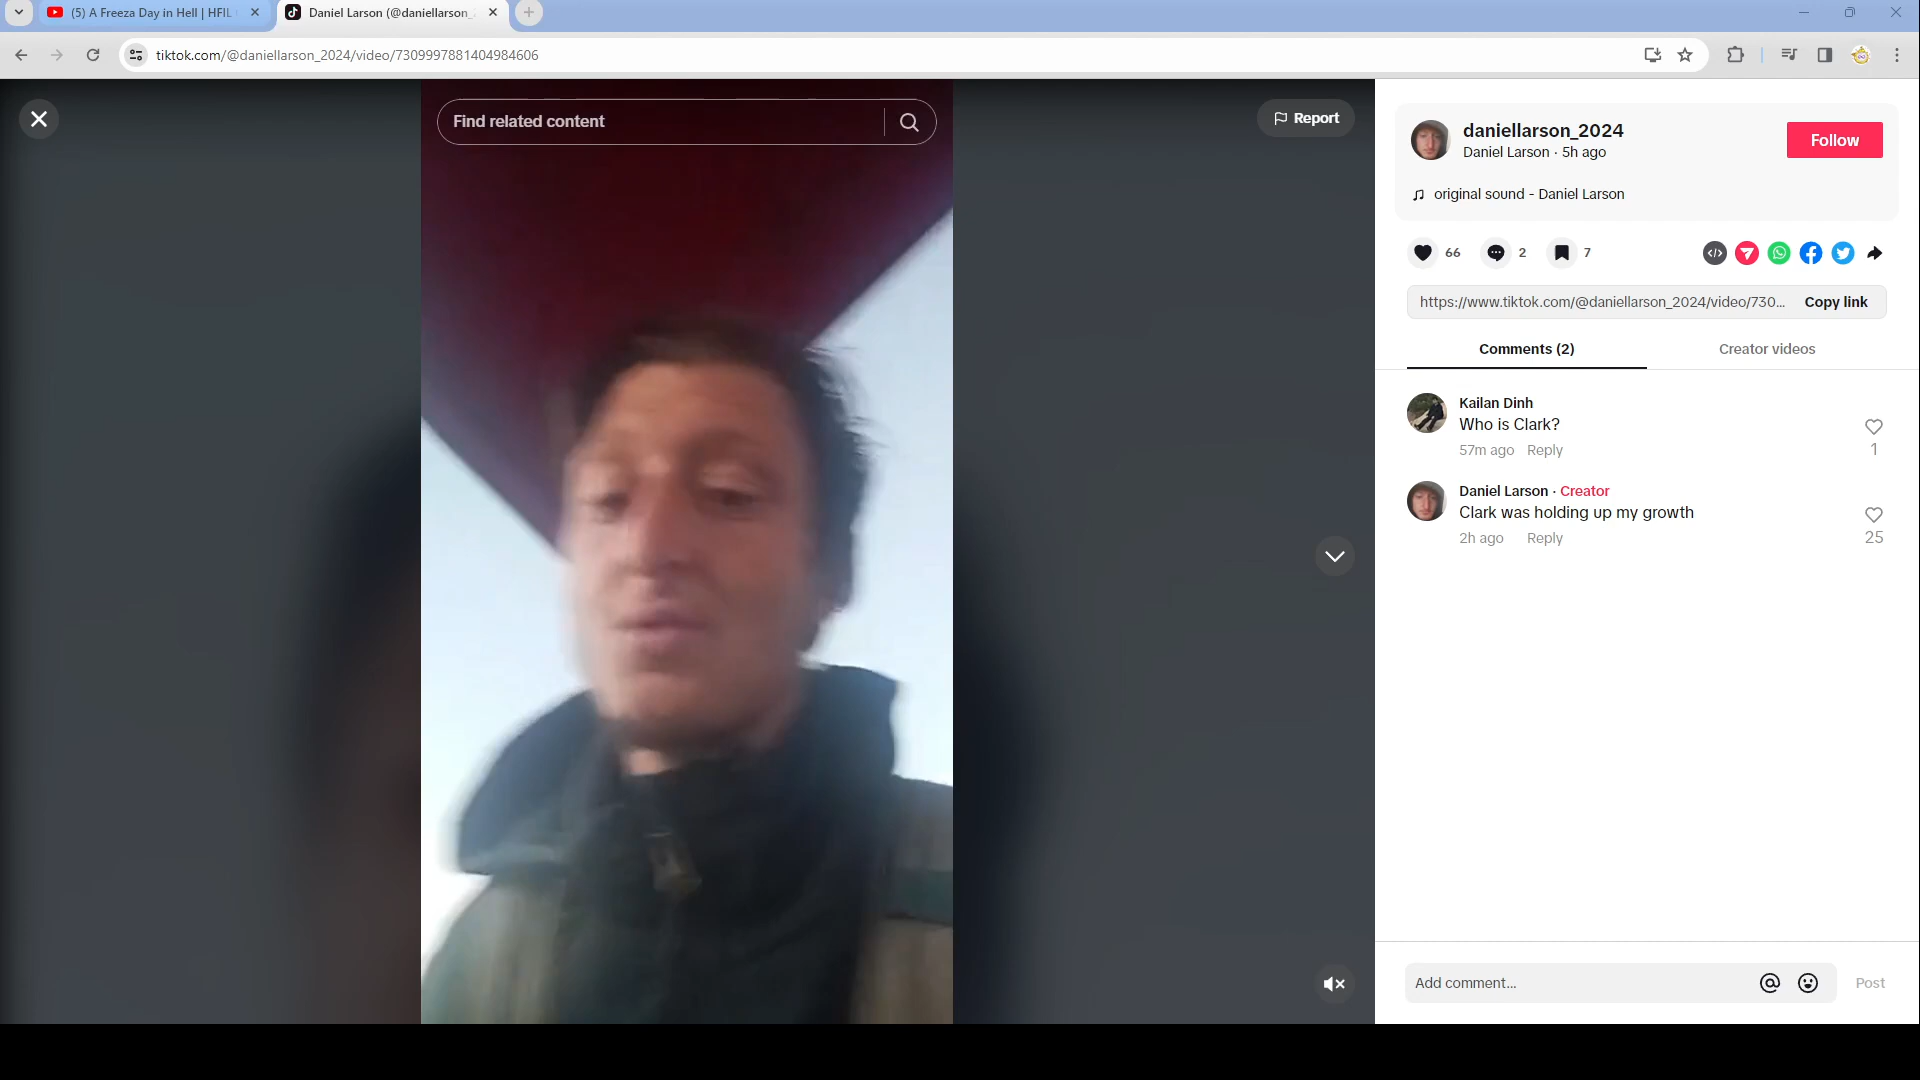 (5) A Freeza Day in Hell | HFIL
Daniel Larson (@daniellarson_
tiktok.com/@daniellarson_2024/video/7309997881404984606
Find related content
Report
daniellarson_2024
Daniel Larson · 5h ago
Follow
original sound - Daniel Larson
66
2
7
https://www.tiktok.com/@daniellarson_2024/video/730...
Copy link
Comments (2)
Creator videos
Kailan Dinh
Who is Clark?
57m ago Reply
1
Daniel Larson · Creator
Clark was holding up my growth
2h ago Reply
25
Add comment...
Post